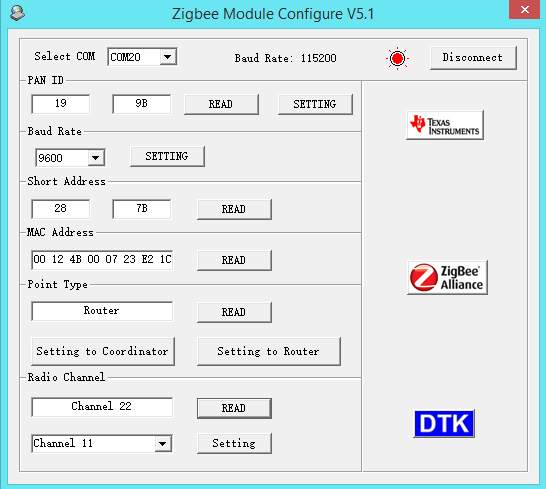 Zigbee Module Configure V5.1
Select COM COM20 Baud Rate: 115200 Disconnect
PAN ID
19 9B READ SETTING
TEXAS
INSTRUMENTS
Baud Rate
9600 SETTING
Short Address
28 7B READ
MAC Address
00 12 4B 00 07 23 E2 1C READ
ZigBee®
Alliance
Point Type
Router READ
Setting to Coordinator Setting to Router
Radio Channel
Channel 22 READ
DTK
Channel 11 Setting